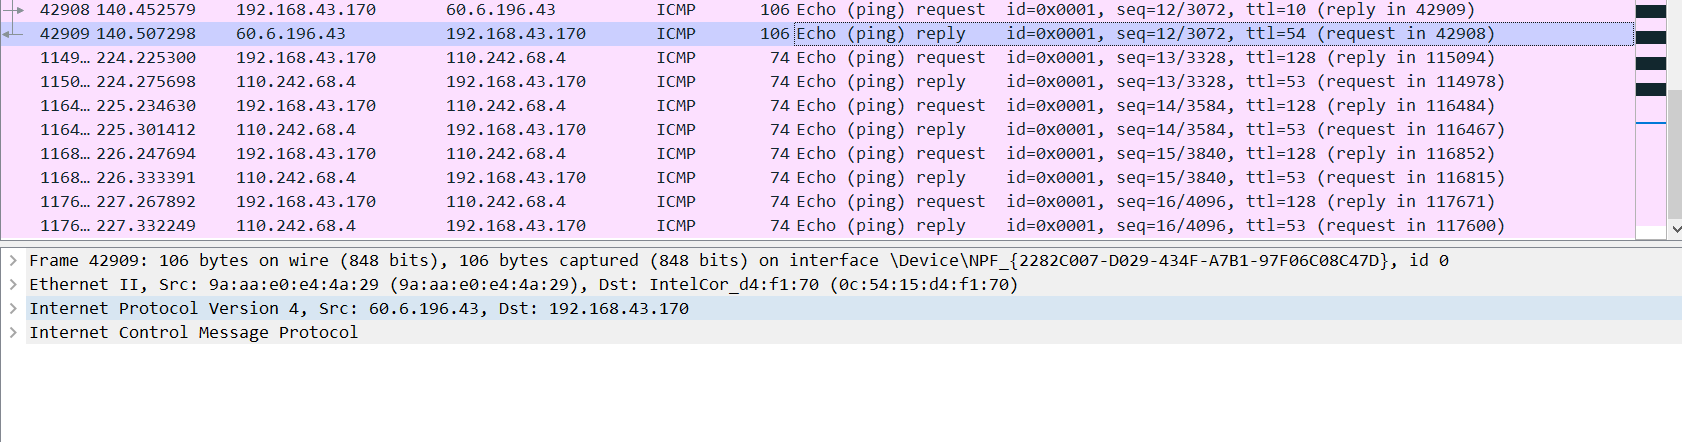 42908 140.452579 192.168.43.170 60.6.196.43 ICMP 106 Echo (ping) request id=0x0001, seq=12/3072, ttl=10 (reply in 42909)
42909 140.507298 60.6.196.43 192.168.43.170 ICMP 106 Echo (ping) reply id=0x0001, seq=12/3072, ttl=54 (request in 42908)
1149… 224.225300 192.168.43.170 110.242.68.4 ICMP 74 Echo (ping) request id=0x0001, seq=13/3328, ttl=128 (reply in 115094)
1150… 224.275698 110.242.68.4 192.168.43.170 ICMP 74 Echo (ping) reply id=0x0001, seq=13/3328, ttl=53 (request in 114978)
1164… 225.234630 192.168.43.170 110.242.68.4 ICMP 74 Echo (ping) request id=0x0001, seq=14/3584, ttl=128 (reply in 116484)
1164… 225.301412 110.242.68.4 192.168.43.170 ICMP 74 Echo (ping) reply id=0x0001, seq=14/3584, ttl=53 (request in 116467)
1168… 226.247694 192.168.43.170 110.242.68.4 ICMP 74 Echo (ping) request id=0x0001, seq=15/3840, ttl=128 (reply in 116852)
1168… 226.333391 110.242.68.4 192.168.43.170 ICMP 74 Echo (ping) reply id=0x0001, seq=15/3840, ttl=53 (request in 116815)
1176… 227.267892 192.168.43.170 110.242.68.4 ICMP 74 Echo (ping) request id=0x0001, seq=16/4096, ttl=128 (reply in 117671)
1176… 227.332249 110.242.68.4 192.168.43.170 ICMP 74 Echo (ping) reply id=0x0001, seq=16/4096, ttl=53 (request in 117600)
Frame 42909: 106 bytes on wire (848 bits), 106 bytes captured (848 bits) on interface \Device\NPF_{2282C007-D029-434F-A7B1-97F06C08C47D}, id 0
Ethernet II, Src: 9a:aa:e0:e4:4a:29 (9a:aa:e0:e4:4a:29), Dst: IntelCor_d4:f1:70 (0c:54:15:d4:f1:70)
Internet Protocol Version 4, Src: 60.6.196.43, Dst: 192.168.43.170
Internet Control Message Protocol